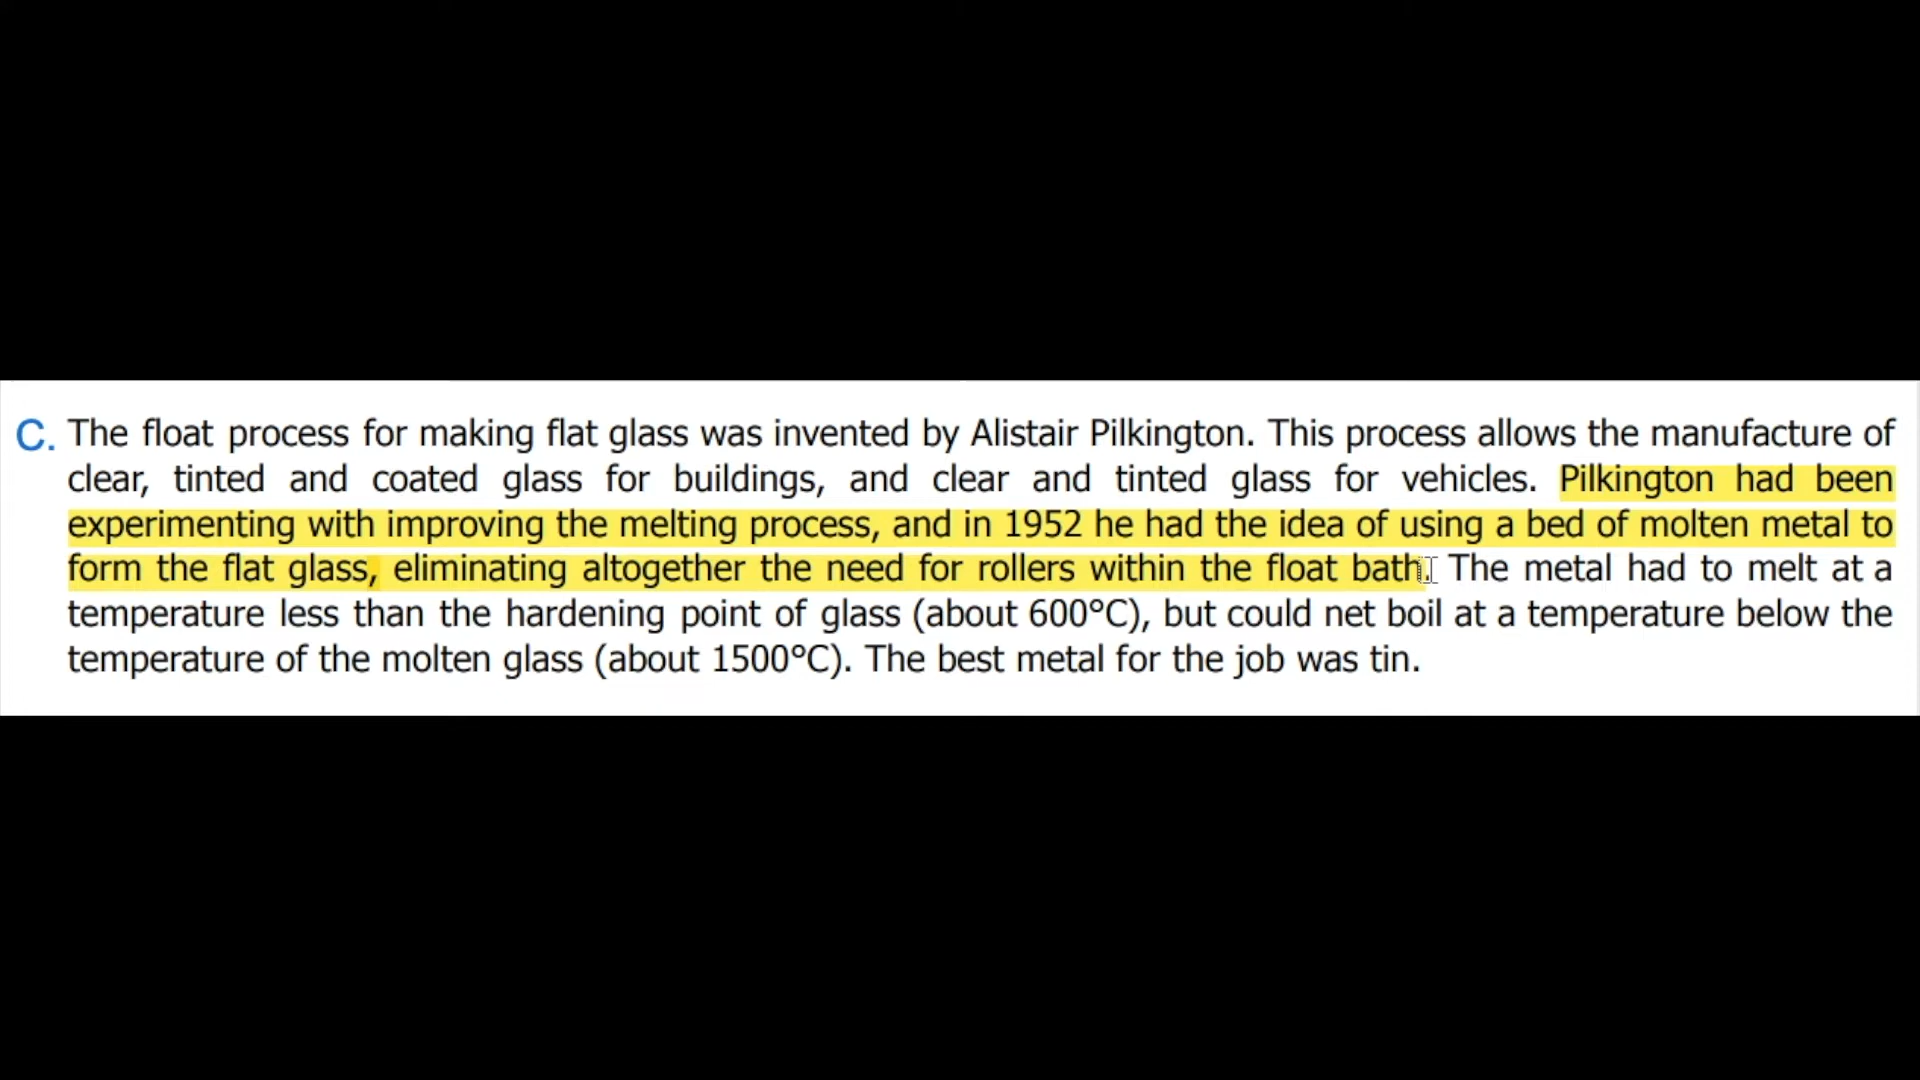 C. The float process for making flat glass was invented by Alistair Pilkington. This process allows the manufacture of
clear, tinted and coated glass for buildings, and clear and tinted glass for vehicles. Pilkington had been
experimenting with improving the melting process, and in 1952 he had the idea of using a bed of molten metal to
form the flat glass, eliminating altogether the need for rollers within the float bath. The metal had to melt at a
temperature less than the hardening point of glass (about 600°C), but could net boil at a temperature below the
temperature of the molten glass (about 1500°C). The best metal for the job was tin.